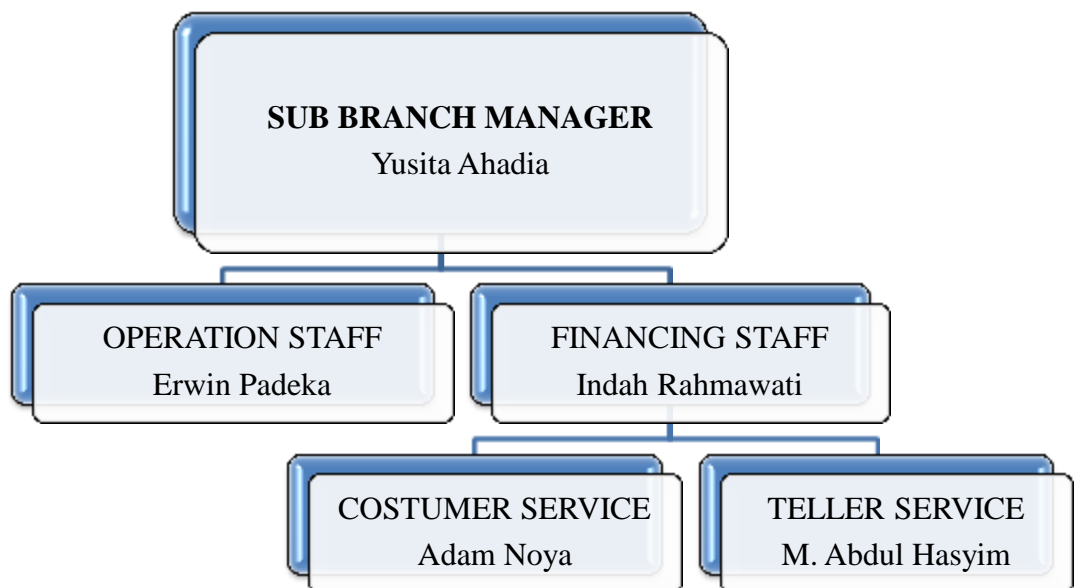 SUB BRANCH MANAGER
Yusita Ahadia
OPERATION STAFF
Erwin Padeka
FINANCING STAFF
Indah Rahmawati
COSTUMER SERVICE
Adam Noya
TELLER SERVICE
M. Abdul Hasyim